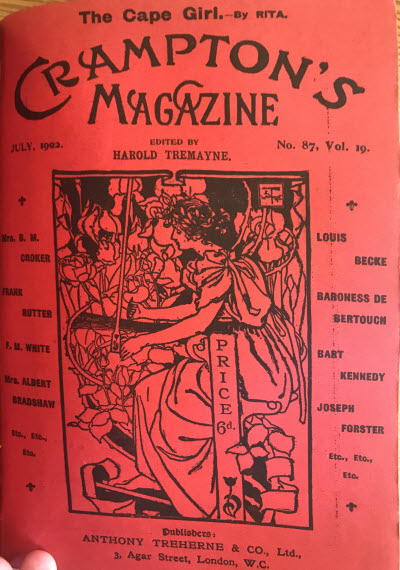 The Cape Girl.—By RITA.
CRAMPTON'S
MAGAZINE
JULY, 1902.
EDITED BY
HAROLD TREMAYNE.
No. 87, Vol. 19.
Mrs. B. M.
CROKER
FRANK
RUTTER
F. M. WHITE
Mrs. ALBERT
BRADSHAW
Etc., Etc.,
Etc.
PRICE 6d.
LOUIS
BECKE
BARONESS DE
BERTOUCH
BART
KENNEDY
JOSEPH
FORSTER
Etc., Etc.,
Etc.
Publishers:
ANTHONY TREHERNE & CO., Ltd.,
3, Agar Street, London, W.C.